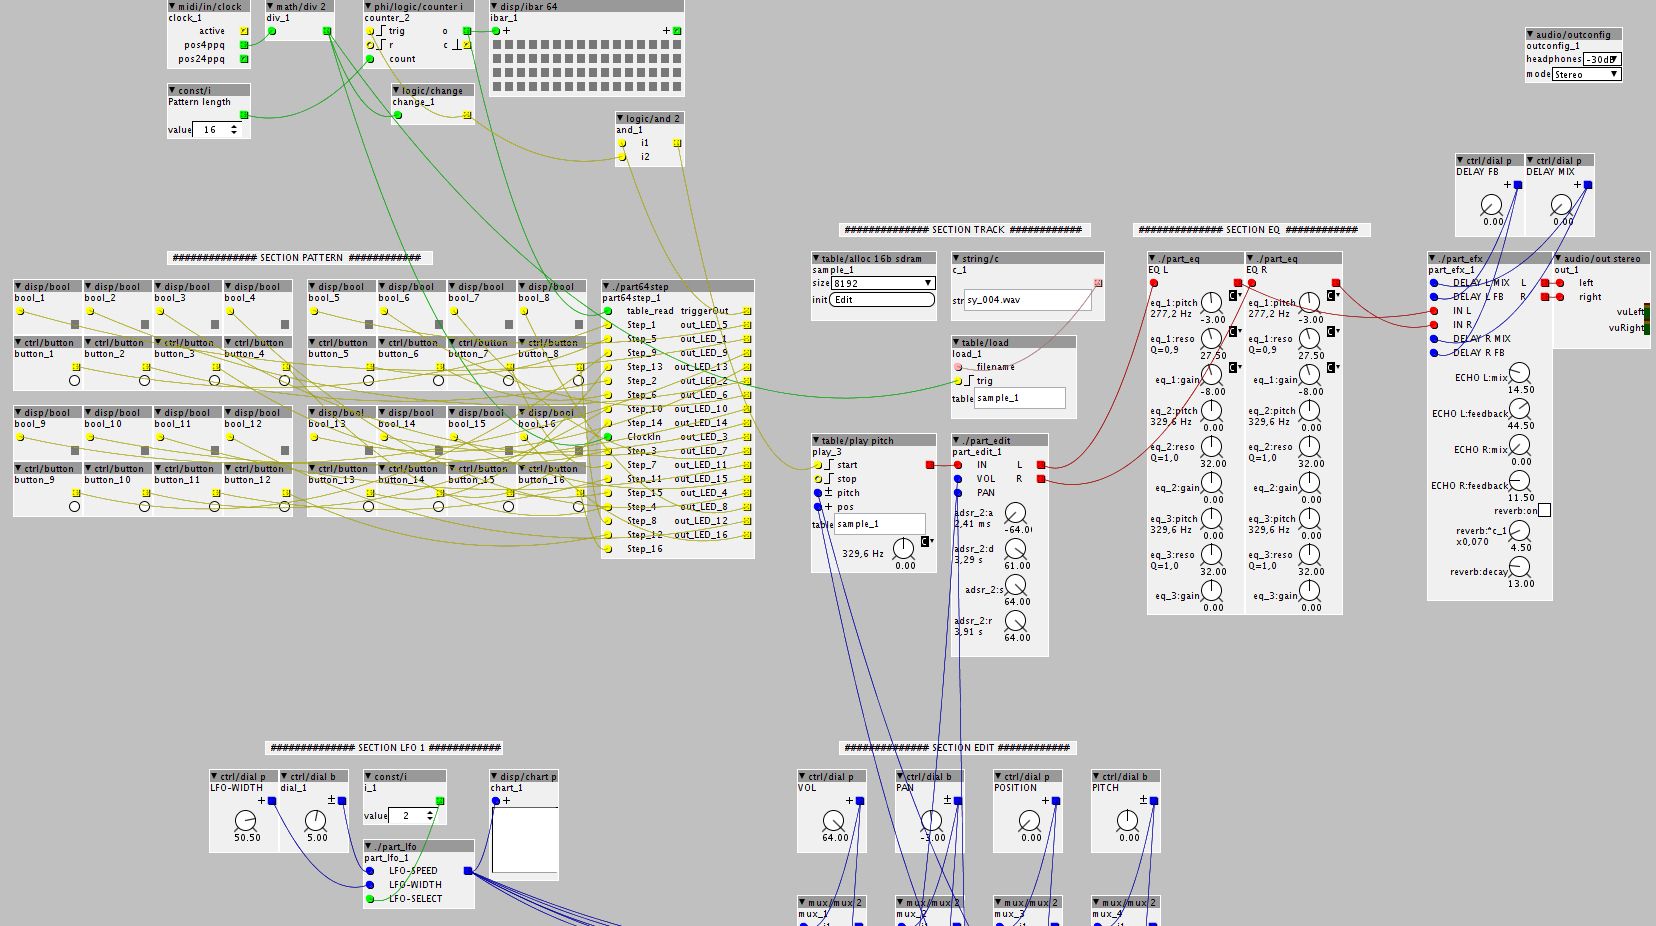 midi/in/clock
clock_1
active
pos4ppq
pos24ppq
math/div 2
div_1
phi/logic/counter i
counter_2
trig o
r c
count
disp/ibar 64
ibar_1
+ +
const/i
Pattern length
value 16
logic/change
change_1
logic/and 2
and_1
i1
i2
audio/outconfig
outconfig_1
headphones -30dB
mode Stereo
ctrl/dial p
DELAY FB
+
0.00
ctrl/dial p
DELAY MIX
+
0.00
############# SECTION PATTERN ############
############# SECTION TRACK ############
############# SECTION EQ ############
disp/bool disp/bool disp/bool disp/bool disp/bool disp/bool disp/bool disp/bool
bool_1 bool_2 bool_3 bool_4 bool_5 bool_6 bool_7 bool_8
ctrl/button ctrl/button ctrl/button ctrl/button ctrl/button ctrl/button ctrl/button ctrl/button
button_1 button_2 button_3 button_4 button_5 button_6 button_7 button_8
disp/bool disp/bool disp/bool disp/bool disp/bool disp/bool disp/bool disp/bool
bool_9 bool_10 bool_11 bool_12 bool_13 bool_14 bool_15 bool_16
ctrl/button ctrl/button ctrl/button ctrl/button ctrl/button ctrl/button ctrl/button ctrl/button
button_9 button_10 button_11 button_12 button_13 button_14 button_15 button_16
./part64step
part64step_1
table_read triggerOut
Step_1 out_LED_5
Step_5 out_LED_1
Step_9 out_LED_9
Step_13 out_LED_13
Step_2 out_LED_2
Step_6 out_LED_6
Step_10 out_LED_10
Step_14 out_LED_14
ClockIn out_LED_3
Step_3 out_LED_7
Step_7 out_LED_11
Step_11 out_LED_15
Step_15 out_LED_4
Step_4 out_LED_8
Step_8 out_LED_12
Step_12 out_LED_16
Step_16
table/alloc 16b sdram
sample_1
size 8192
init Edit
string/c
c_1
str sy_004.wav
table/load
load_1
filename
trig
table sample_1
table/play pitch
play_3
start
stop
± pitch
+ pos
table sample_1
329,6 Hz
0.00
./part_edit
part_edit_1
IN L
VOL R
PAN
adsr_2:a
2,41 ms
-64.00
adsr_2:d
3,29 s
61.00
adsr_2:s
64.00
adsr_2:r
3,91 s
64.00
./part_eq
EQ L
eq_1:pitch
277,2 Hz
-3.00
eq_1:reso
Q=0,9
27.50
eq_1:gain
-8.00
eq_2:pitch
329,6 Hz
0.00
eq_2:reso
Q=1,0
32.00
eq_2:gain
0.00
eq_3:pitch
329,6 Hz
0.00
eq_3:reso
Q=1,0
32.00
eq_3:gain
0.00
./part_eq
EQ R
eq_1:pitch
277,2 Hz
-3.00
eq_1:reso
Q=0,9
27.50
eq_1:gain
-8.00
eq_2:pitch
329,6 Hz
0.00
eq_2:reso
Q=1,0
32.00
eq_2:gain
0.00
eq_3:pitch
329,6 Hz
0.00
eq_3:reso
Q=1,0
32.00
eq_3:gain
0.00
./part_efx
part_efx_1
DELAY L MIX L
DELAY L FB R
IN L
IN R
DELAY R MIX
DELAY R FB
ECHO L:mix
14.50
ECHO L:feedback
44.50
ECHO R:mix
0.00
ECHO R:feedback
11.50
reverb:on
reverb:*c_1
x0,070
4.50
reverb:decay
13.00
audio/out stereo
out_1
left
right
vuLeft
vuRight
############## SECTION LFO 1 ############
############## SECTION EDIT ############
ctrl/dial p
LFO-WIDTH
+
50.50
ctrl/dial b
dial_1
±
5.00
const/i
i_1
value 2
disp/chart p
chart_1
+
./part_lfo
part_lfo_1
LFO-SPEED
LFO-WIDTH
LFO-SELECT
ctrl/dial p
VOL
+
64.00
ctrl/dial b
PAN
±
-3.00
ctrl/dial p
POSITION
+
0.00
ctrl/dial b
PITCH
±
0.00
mux/mux 2 mux/mux 2 mux/mux 2 mux/mux 2
mux_1 mux_2 mux_3 mux_4